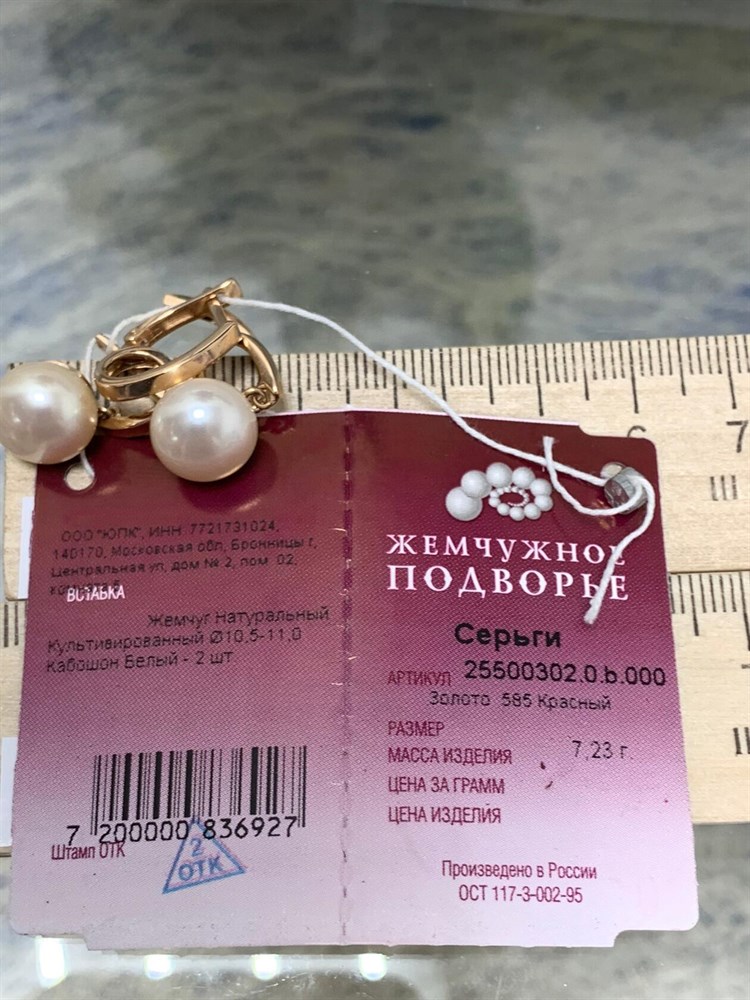 ООО "ЮПК", ИНН 7721731024,
140170, Московская обл, Бронницы г,
Центральная ул, дом № 2, пом 02,
ВСТАВКА
Жемчуг Натуральный
Культивированный Ø10,5-11,0
Кабошон Белый - 2 шт.
7 200000 836927
Штамп ОТК
2
ОТК
ЖЕМЧУЖНОЕ
ПОДВОРЬЕ
Серьги
АРТИКУЛ 25500302.0.b.000
Золото 585 Красный
РАЗМЕР
МАССА ИЗДЕЛИЯ 7,23 г.
ЦЕНА ЗА ГРАММ
ЦЕНА ИЗДЕЛИЯ
Произведено в России
ОСТ 117-3-002-95
6
7